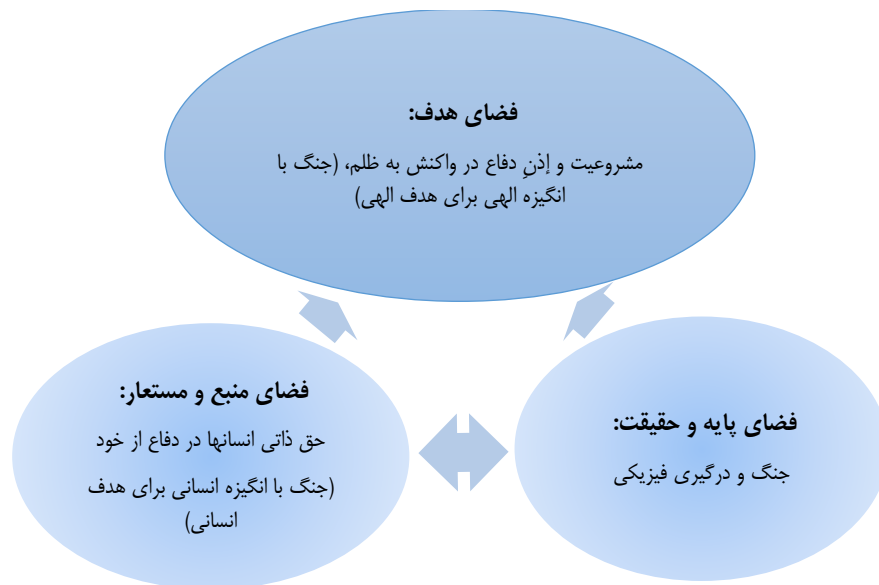 فضای هدف:
مشروعیت و إذنِ دفاع در واکنش به ظلم، (جنگ با
انگیزه الهی برای هدف الهی)
فضای پایه و حقیقت:
جنگ و درگیری فیزیکی
فضای منبع و مستعار:
حق ذاتی انسانها در دفاع از خود
(جنگ با انگیزه انسانی برای هدف
انسانی)